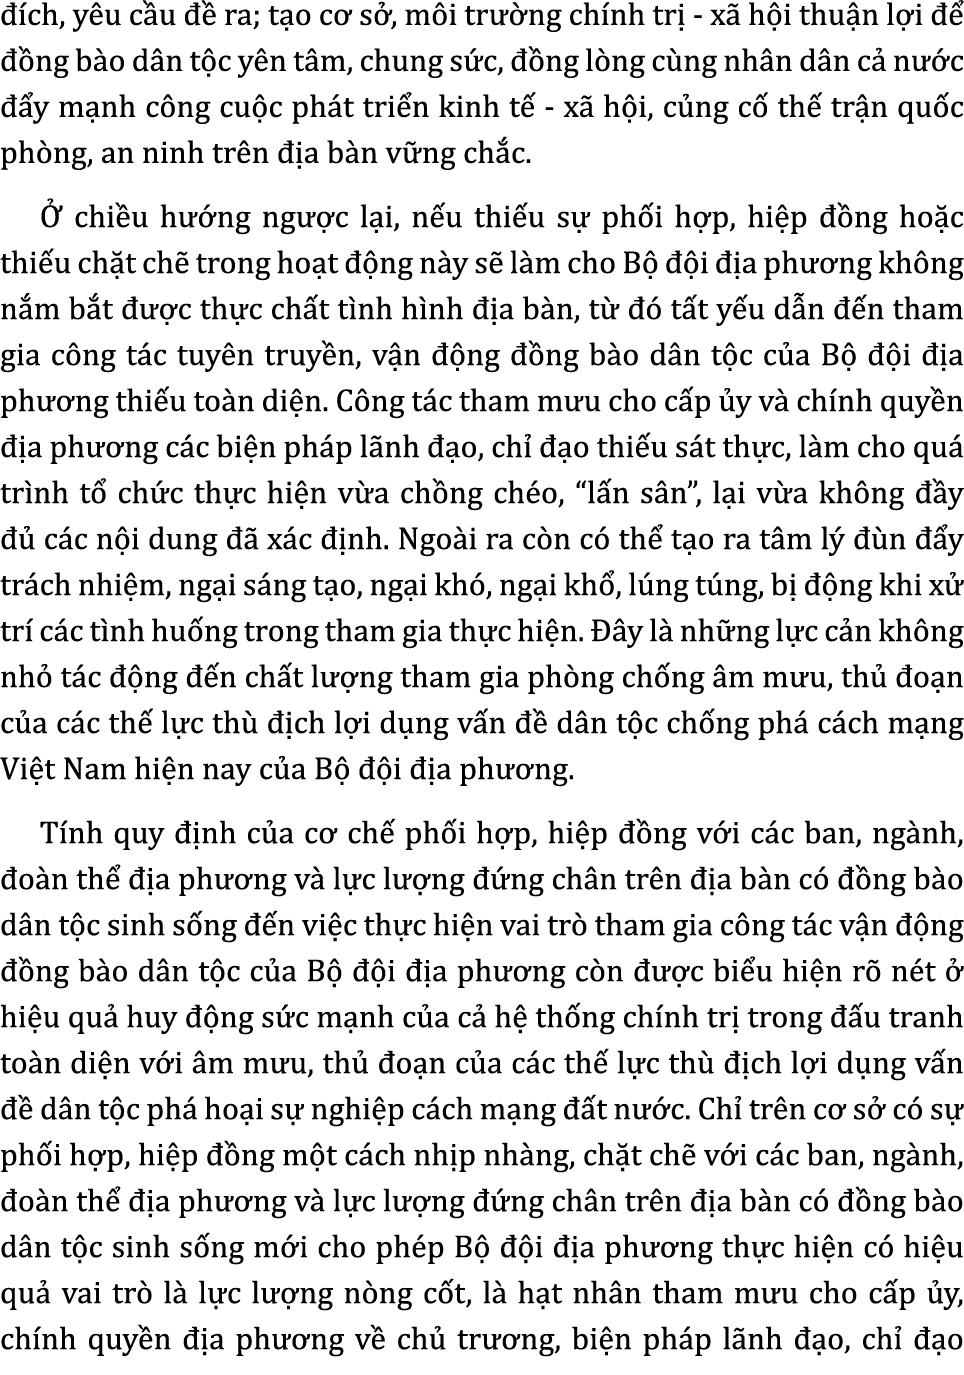 đích, yêu cầu đề ra; tạo cơ sở, môi trường chính trị - xã hội thuận lợi để
đồng bào dân tộc yên tâm, chung sức, đồng lòng cùng nhân dân cả nước
đẩy mạnh công cuộc phát triển kinh tế - xã hội, củng cố thế trận quốc
phòng, an ninh trên địa bàn vững chắc.
Ở chiều hướng ngược lại, nếu thiếu sự phối hợp, hiệp đồng hoặc
thiếu chặt chẽ trong hoạt động này sẽ làm cho Bộ đội địa phương không
nắm bắt được thực chất tình hình địa bàn, từ đó tất yếu dẫn đến tham
gia công tác tuyên truyền, vận động đồng bào dân tộc của Bộ đội địa
phương thiếu toàn diện. Công tác tham mưu cho cấp ủy và chính quyền
địa phương các biện pháp lãnh đạo, chỉ đạo thiếu sát thực, làm cho quá
trình tổ chức thực hiện vừa chồng chéo, “lấn sân”, lại vừa không đầy
đủ các nội dung đã xác định. Ngoài ra còn có thể tạo ra tâm lý đùn đẩy
trách nhiệm, ngại sáng tạo, ngại khó, ngại khổ, lúng túng, bị động khi xử
trí các tình huống trong tham gia thực hiện. Đây là những lực cản không
nhỏ tác động đến chất lượng tham gia phòng chống âm mưu, thủ đoạn
của các thế lực thù địch lợi dụng vấn đề dân tộc chống phá cách mạng
Việt Nam hiện nay của Bộ đội địa phương.
Tính quy định của cơ chế phối hợp, hiệp đồng với các ban, ngành,
đoàn thể địa phương và lực lượng đứng chân trên địa bàn có đồng bào
dân tộc sinh sống đến việc thực hiện vai trò tham gia công tác vận động
đồng bào dân tộc của Bộ đội địa phương còn được biểu hiện rõ nét ở
hiệu quả huy động sức mạnh của cả hệ thống chính trị trong đấu tranh
toàn diện với âm mưu, thủ đoạn của các thế lực thù địch lợi dụng vấn
đề dân tộc phá hoại sự nghiệp cách mạng đất nước. Chỉ trên cơ sở có sự
phối hợp, hiệp đồng một cách nhịp nhàng, chặt chẽ với các ban, ngành,
đoàn thể địa phương và lực lượng đứng chân trên địa bàn có đồng bào
dân tộc sinh sống mới cho phép Bộ đội địa phương thực hiện có hiệu
quả vai trò là lực lượng nòng cốt, là hạt nhân tham mưu cho cấp ủy,
chính quyền địa phương về chủ trương, biện pháp lãnh đạo, chỉ đạo